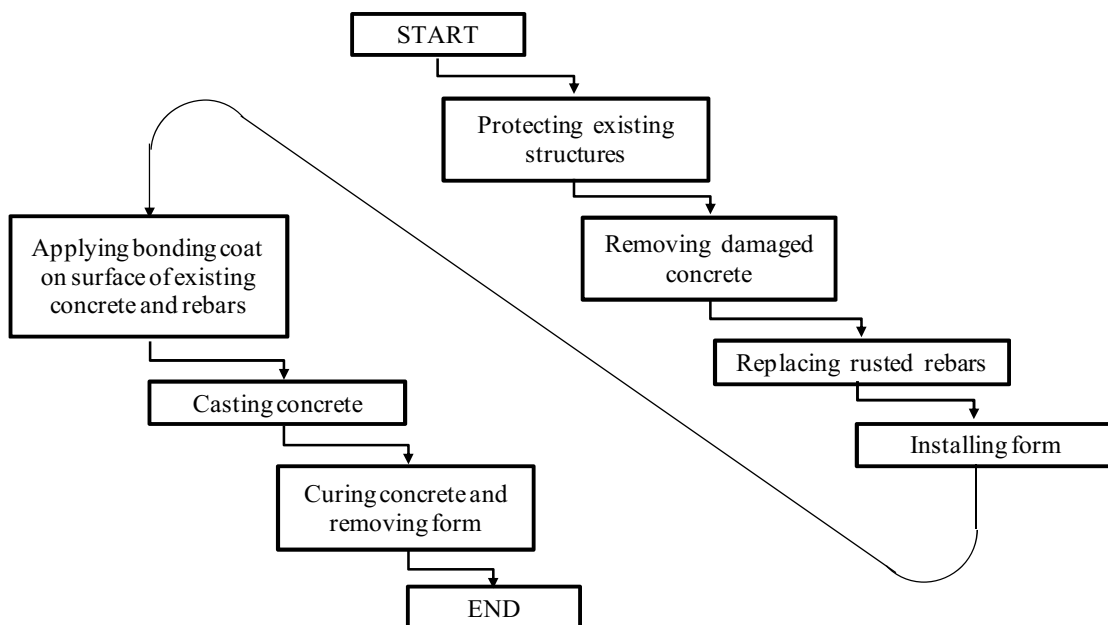 START
Protecting existing
structures
Removing damaged
concrete
Replacing rusted rebars
Installing form
Applying bonding coat
on surface of existing
concrete and rebars
Casting concrete
Curing concrete and
removing form
END